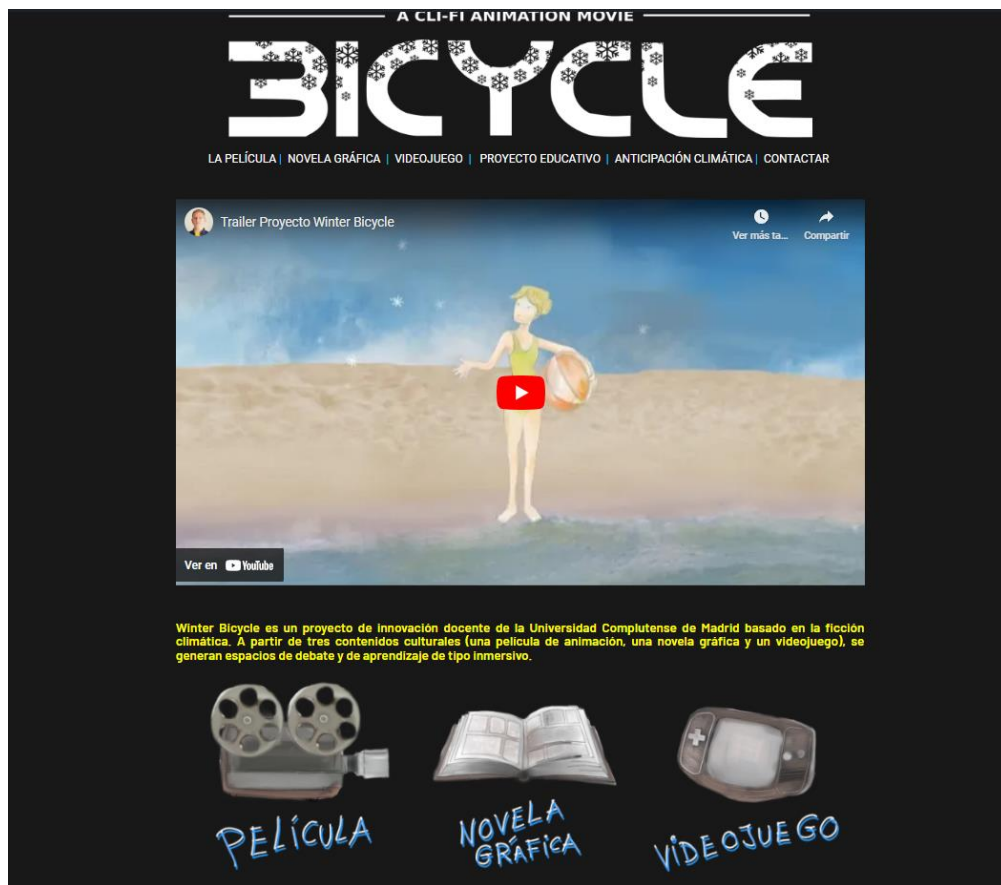 A CLI-FI ANIMATION MOVIE
BICYCLE
LA PELÍCULA | NOVELA GRÁFICA | VIDEOJUEGO | PROYECTO EDUCATIVO | ANTICIPACIÓN CLIMÁTICA | CONTACTAR
Trailer Proyecto Winter Bicycle
Ver más ta... Compartir
Ver en YouTube
Winter Bicycle es un proyecto de innovación docente de la Universidad Complutense de Madrid basado en la ficción
climática. A partir de tres contenidos culturales (una película de animación, una novela gráfica y un videojuego), se
generan espacios de debate y de aprendizaje de tipo inmersivo.
PELÍCULA
NOVELA
GRÁFICA
VIDEOJUEGO